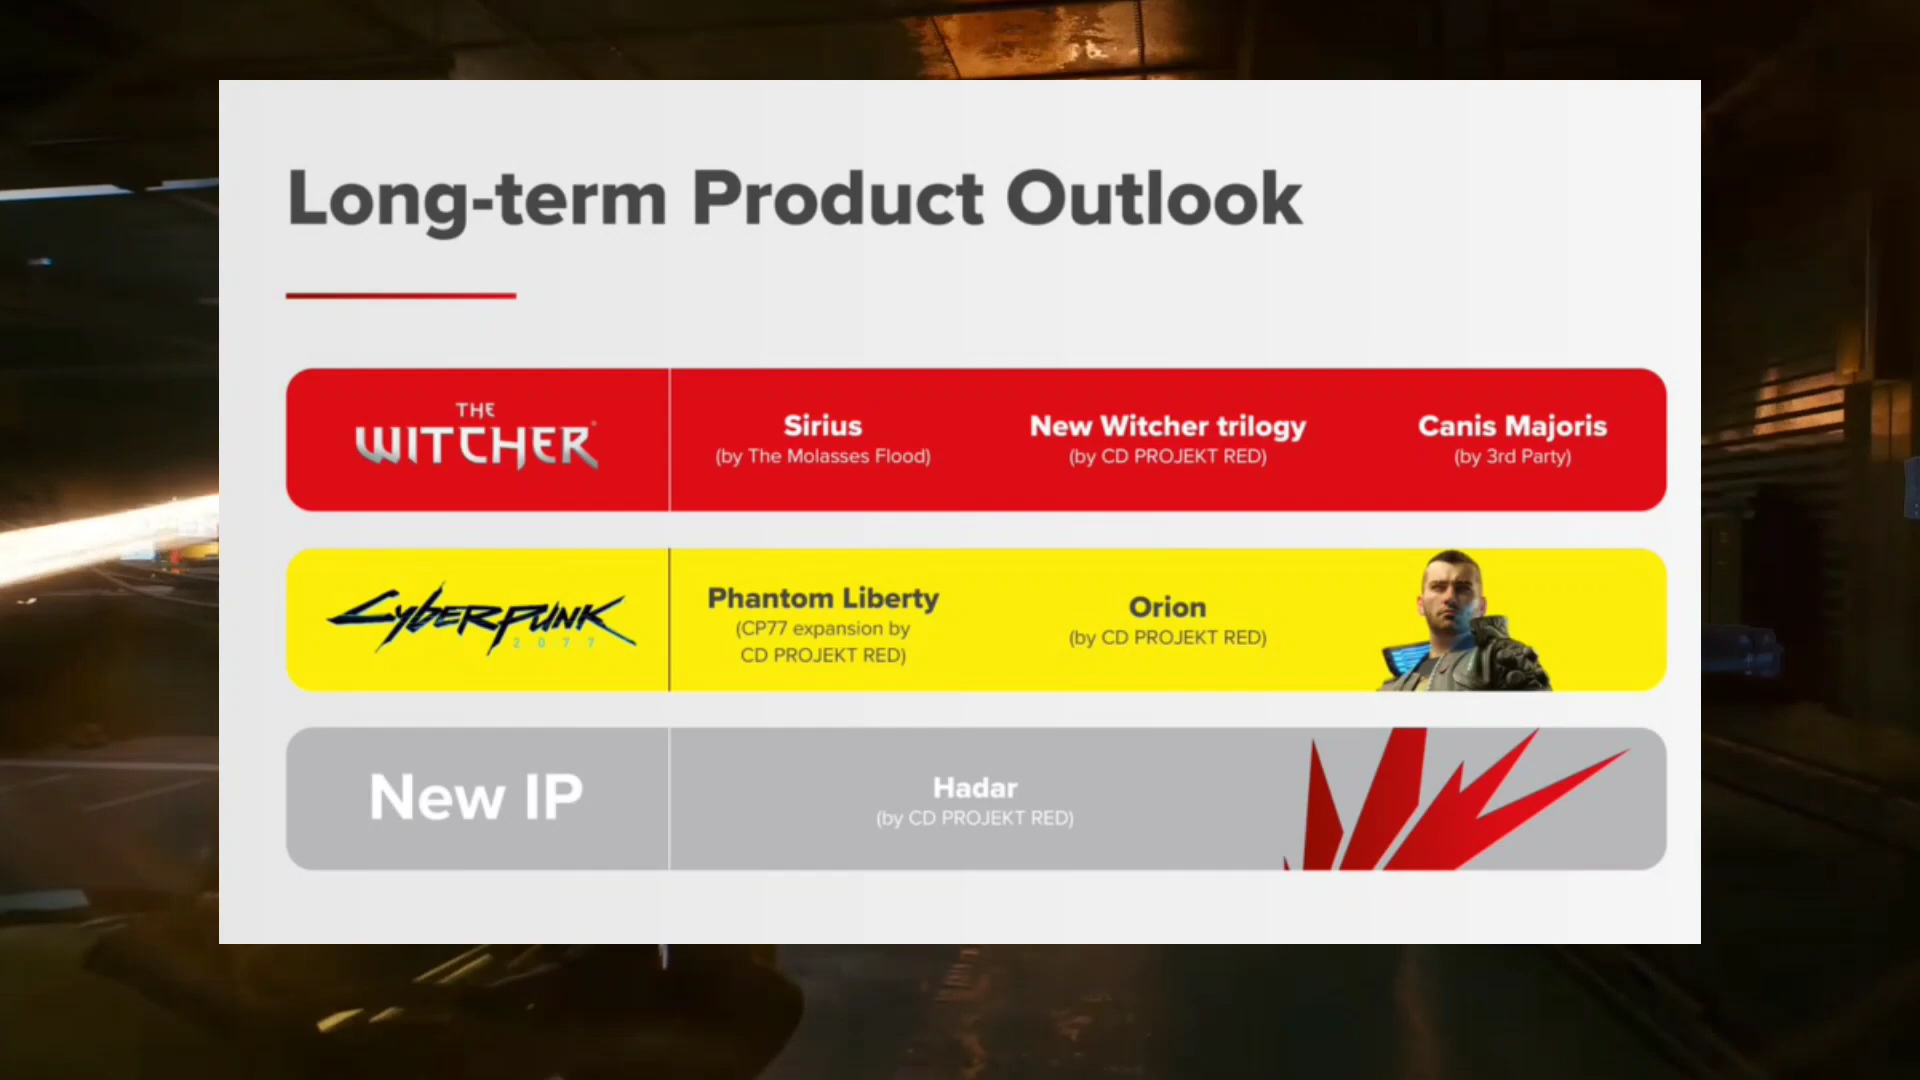 Long-term Product Outlook
THE
WITCHER
Sirius
(by The Molasses Flood)
New Witcher trilogy
(by CD PROJEKT RED)
Canis Majoris
(by 3rd Party)
CYBERPUNK
2077
Phantom Liberty
(CP77 expansion by
CD PROJEKT RED)
Orion
(by CD PROJEKT RED)
New IP
Hadar
(by CD PROJEKT RED)